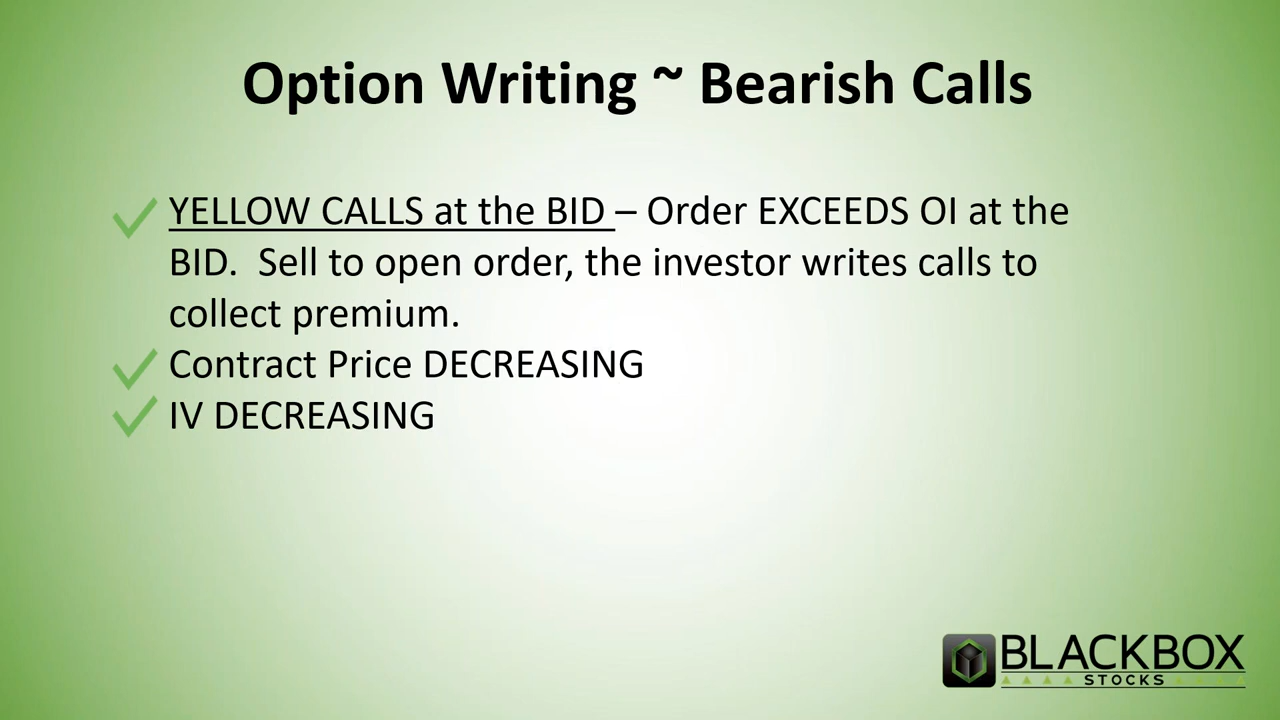 Option Writing ~ Bearish Calls
YELLOW CALLS at the BID – Order EXCEEDS OI at the
BID.  Sell to open order, the investor writes calls to
collect premium.
Contract Price DECREASING
IV DECREASING
BLACKBOX
STOCKS